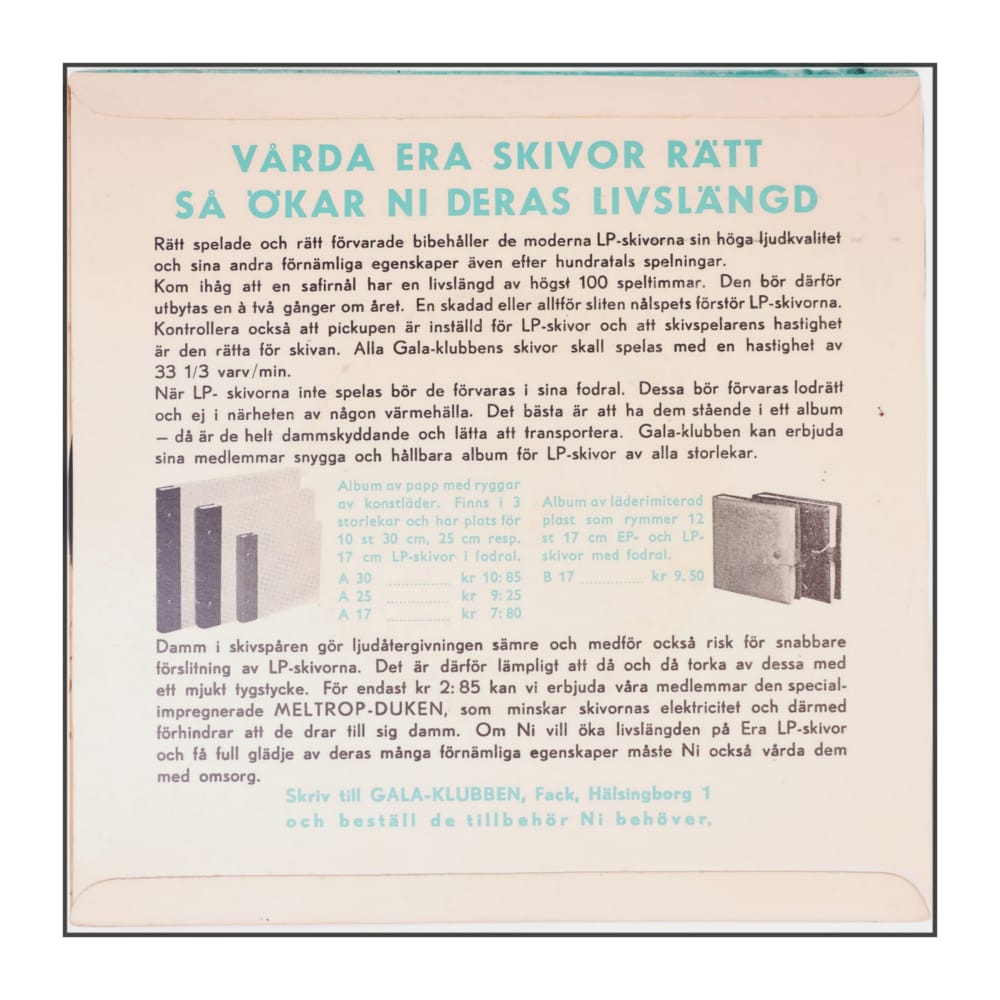 VÅRDA ERA SKIVOR RÄTT
SÅ ÖKAR NI DERAS LIVSLÄNGD
Rätt spelade och rätt förvarade bibehåller de moderna LP-skivorna sin höga ljudkvalitet
och sina andra förnämliga egenskaper även efter hundratals spelningar.
Kom ihåg att en safirnål har en livslängd av högst 100 speltimmar. Den bör därför
utbytas en à två gånger om året. En skadad eller alltför sliten nålspets förstör LP-skivorna.
Kontrollera också att pickupen är inställd för LP-skivor och att skivspelarens hastighet
är den rätta för skivan. Alla Gala-klubbens skivor skall spelas med en hastighet av
33 1/3 varv/min.
När LP- skivorna inte spelas bör de förvaras i sina fodral. Dessa bör förvaras lodrätt
och ej i närheten av någon värmehälla. Det bästa är att ha dem stående i ett album
— då är de helt dammskyddande och lätta att transportera. Gala-klubben kan erbjuda
sina medlemmar snygga och hållbara album för LP-skivor av alla storlekar.
Album av papp med ryggar
av konstläder. Finns i 3
storlekar och har plats för
10 st 30 cm, 25 cm resp.
17 cm LP-skivor i fodral.
A 30 ................ kr 10:85
A 25 ................ kr 9:25
A 17 ................ kr 7:80
Album av läderimiterad
plast som rymmer 12
st 17 cm EP- och LP-
skivor med fodral.
B 17 ................ kr 9.50
Damm i skivspåren gör ljudåtergivningen sämre och medför också risk för snabbare
förslitning av LP-skivorna. Det är därför lämpligt att då och då torka av dessa med
ett mjukt tygstycke. För endast kr 2:85 kan vi erbjuda våra medlemmar den special-
impregnerade MELTROP-DUKEN, som minskar skivornas elektricitet och därmed
förhindrar att de drar till sig damm. Om Ni vill öka livslängden på Era LP-skivor
och få full glädje av deras många förnämliga egenskaper måste Ni också vårda dem
med omsorg.
Skriv till GALA-KLUBBEN, Fack, Hälsingborg 1
och beställ de tillbehör Ni behöver.